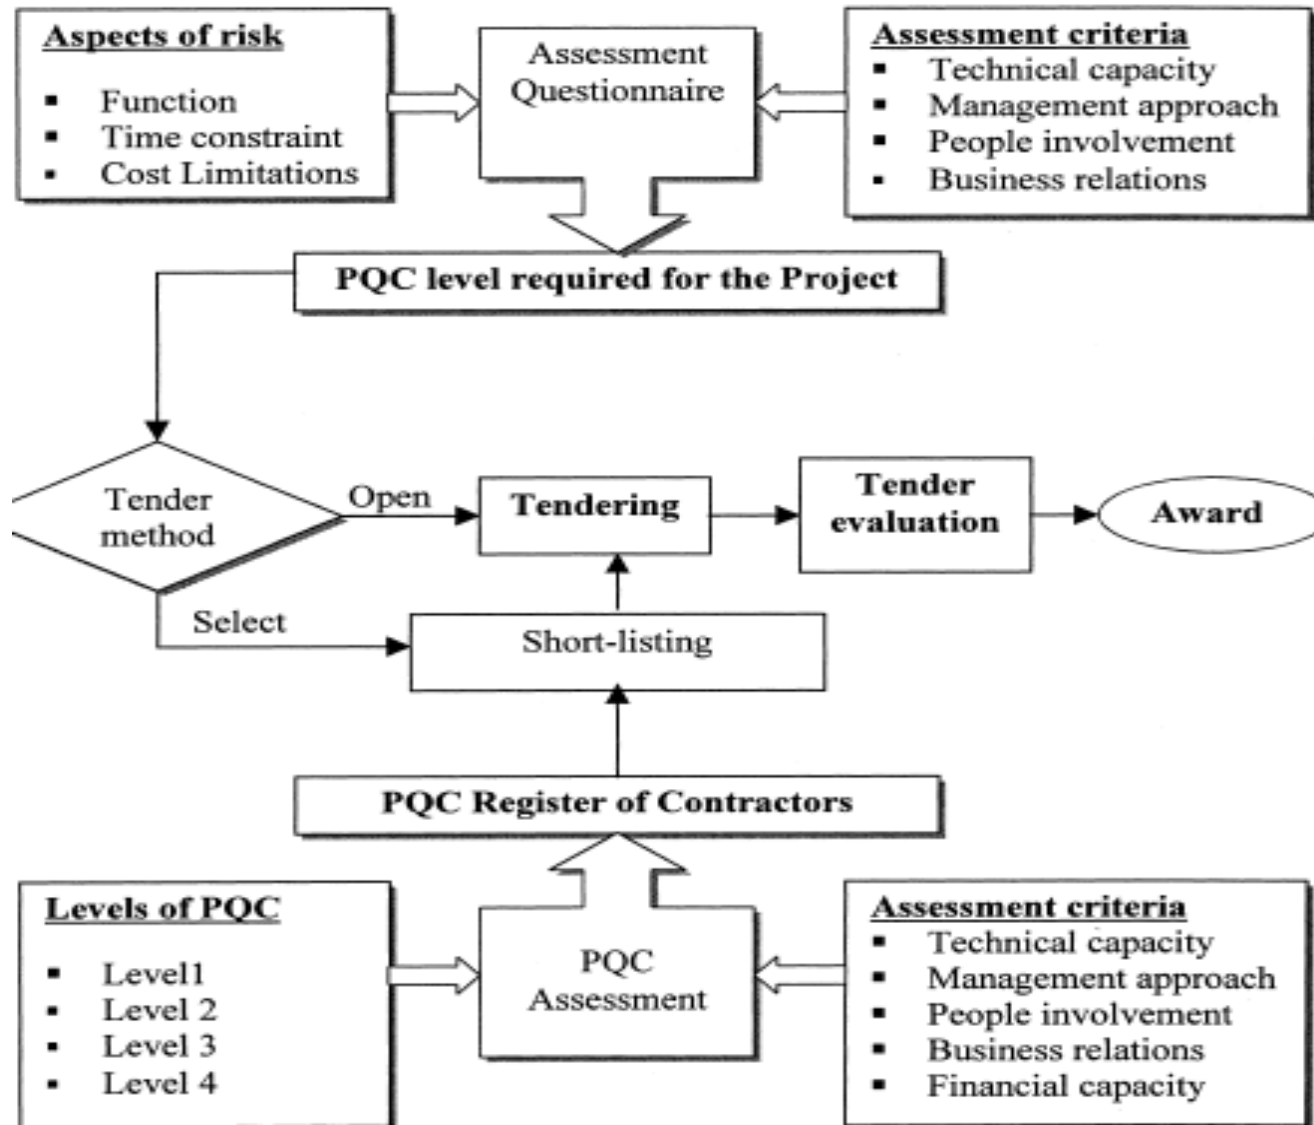 Aspects of risk
▪ Function
▪ Time constraint
▪ Cost Limitations
Assessment
Questionnaire
Assessment criteria
▪ Technical capacity
▪ Management approach
▪ People involvement
▪ Business relations
PQC level required for the Project
Tender
method
Open
Select
Tendering
Tender
evaluation
Award
Short-listing
PQC Register of Contractors
Levels of PQC
▪ Level1
▪ Level 2
▪ Level 3
▪ Level 4
PQC
Assessment
Assessment criteria
▪ Technical capacity
▪ Management approach
▪ People involvement
▪ Business relations
▪ Financial capacity